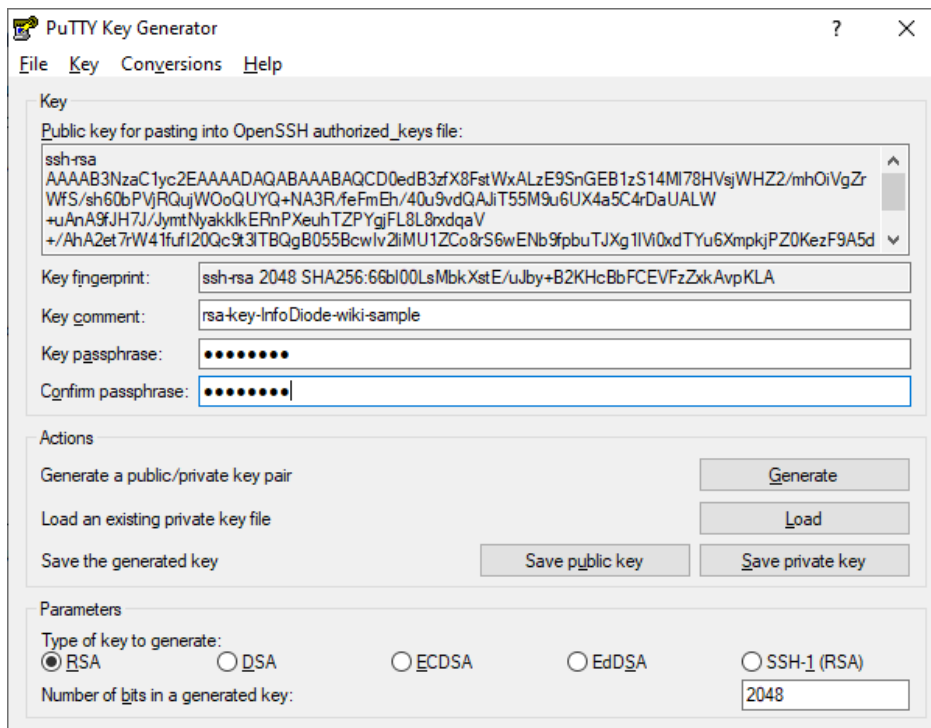 PuTTY Key Generator
File Key Conversions Help
Key
Public key for pasting into OpenSSH authorized_keys file:
ssh-rsa
AAAAB3NzaC1yc2EAAAADAQABAAABAQCD0edB3zfX8FstWxALzE9SnGEB1zS14MI78HVsjWHZ2/mhOiVgZr
WfS/sh60bPVjRQujWOoQUYQ+NA3R/feFmEh/40u9vdQAJiT55M9u6UX4a5C4rDaUALW
+uAnA9fJH7J/JymtNyakklkERnPXeuhTZPYgjFL8L8rxdqaV
+/AhA2et7rW41fufI20Qc9t3ITBQgB055BcwIv2liMU1ZCo8rS6wENb9fpbuTJXg1IVi0xdTYu6XmpkjPZ0KezF9A5d
Key fingerprint: ssh-rsa 2048 SHA256:66bI00LsMbkXstE/uJby+B2KHcBbFCEVFzZxkAvpKLA
Key comment: rsa-key-InfoDiode-wiki-sample
Key passphrase: ●●●●●●●●
Confirm passphrase: ●●●●●●●●
Actions
Generate a public/private key pair Generate
Load an existing private key file Load
Save the generated key Save public key Save private key
Parameters
Type of key to generate:
RSA DSA ECDSA EdDSA SSH-1 (RSA)
Number of bits in a generated key: 2048